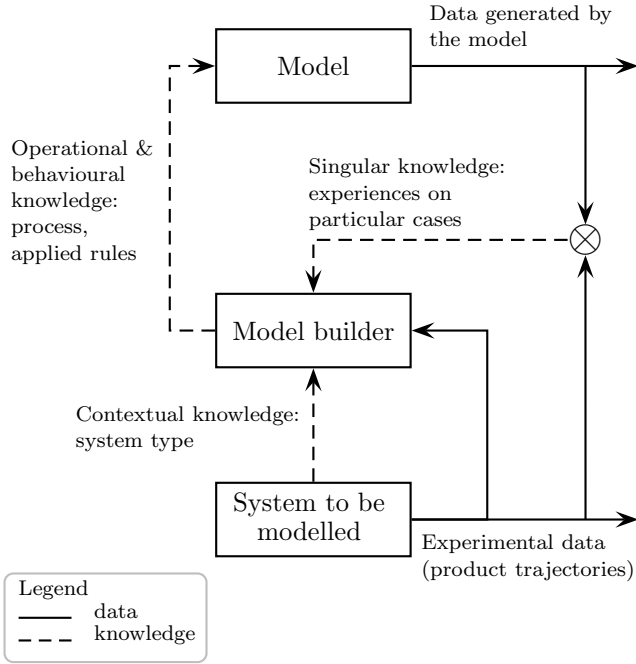 Data generated by
the model
Model
Operational &
behavioural
knowledge:
process,
applied rules
Singular knowledge:
experiences on
particular cases
Model builder
Contextual knowledge:
system type
System to be
modelled
Experimental data
(product trajectories)
Legend
data
knowledge